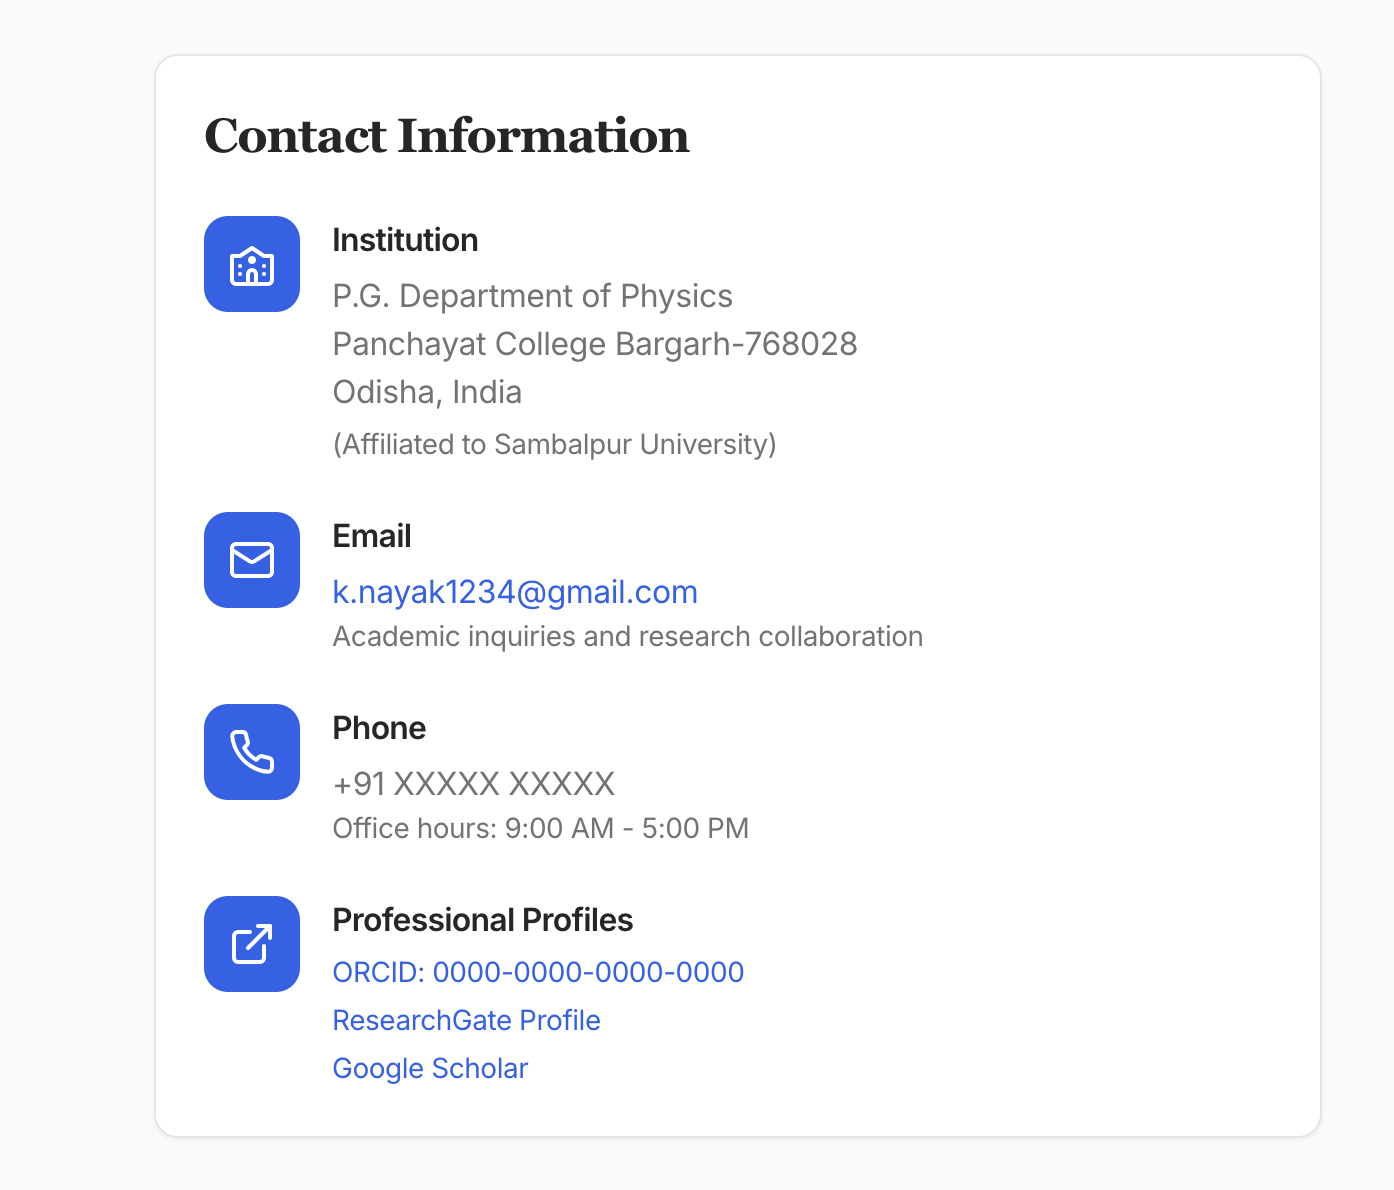 Contact Information
Institution
P.G. Department of Physics
Panchayat College Bargarh-768028
Odisha, India
(Affiliated to Sambalpur University)
Email
k.nayak1234@gmail.com
Academic inquiries and research collaboration
Phone
+91 XXXXX XXXXX
Office hours: 9:00 AM - 5:00 PM
Professional Profiles
ORCID: 0000-0000-0000-0000
ResearchGate Profile
Google Scholar